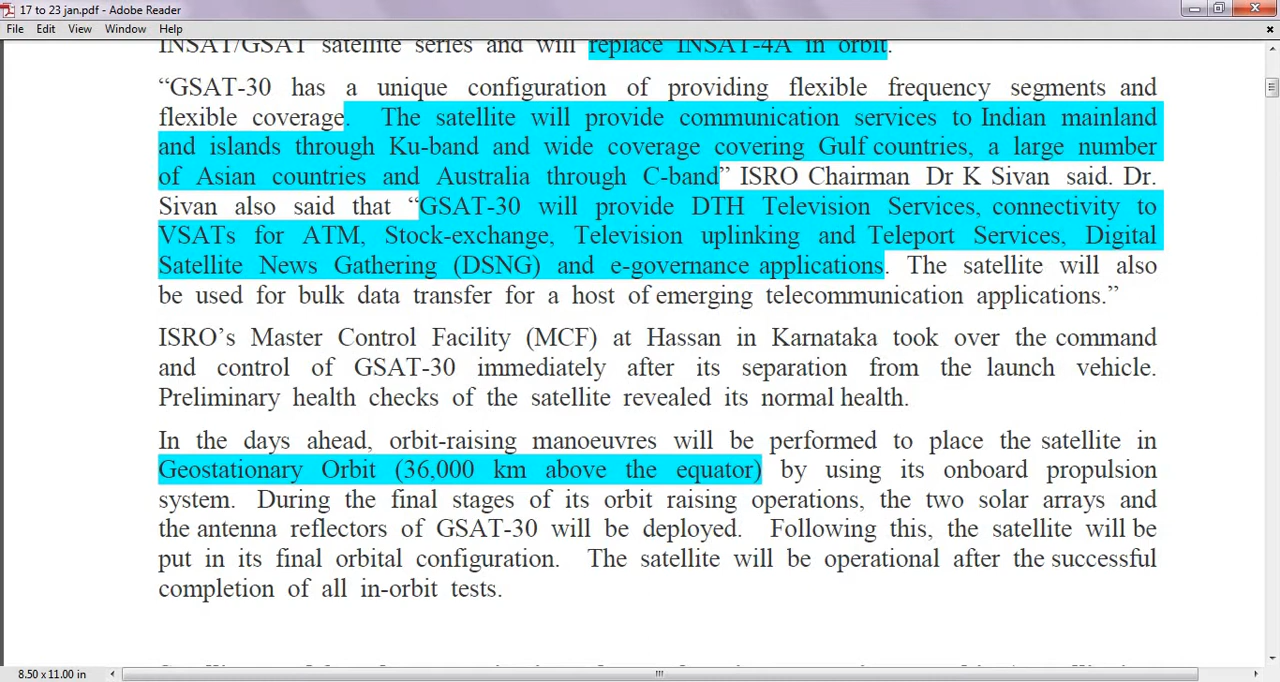 17 to 23 jan.pdf - Adobe Reader
File Edit View Window Help
INSAT/GSAT satellite series and will replace INSAT-4A in orbit.
“GSAT-30 has a unique configuration of providing flexible frequency segments and
flexible coverage. The satellite will provide communication services to Indian mainland
and islands through Ku-band and wide coverage covering Gulf countries, a large number
of Asian countries and Australia through C-band” ISRO Chairman Dr K Sivan said. Dr.
Sivan also said that “GSAT-30 will provide DTH Television Services, connectivity to
VSATs for ATM, Stock-exchange, Television uplinking and Teleport Services, Digital
Satellite News Gathering (DSNG) and e-governance applications. The satellite will also
be used for bulk data transfer for a host of emerging telecommunication applications.”
ISRO’s Master Control Facility (MCF) at Hassan in Karnataka took over the command
and control of GSAT-30 immediately after its separation from the launch vehicle.
Preliminary health checks of the satellite revealed its normal health.
In the days ahead, orbit-raising manoeuvres will be performed to place the satellite in
Geostationary Orbit (36,000 km above the equator) by using its onboard propulsion
system. During the final stages of its orbit raising operations, the two solar arrays and
the antenna reflectors of GSAT-30 will be deployed. Following this, the satellite will be
put in its final orbital configuration. The satellite will be operational after the successful
completion of all in-orbit tests.
8.50 x 11.00 in